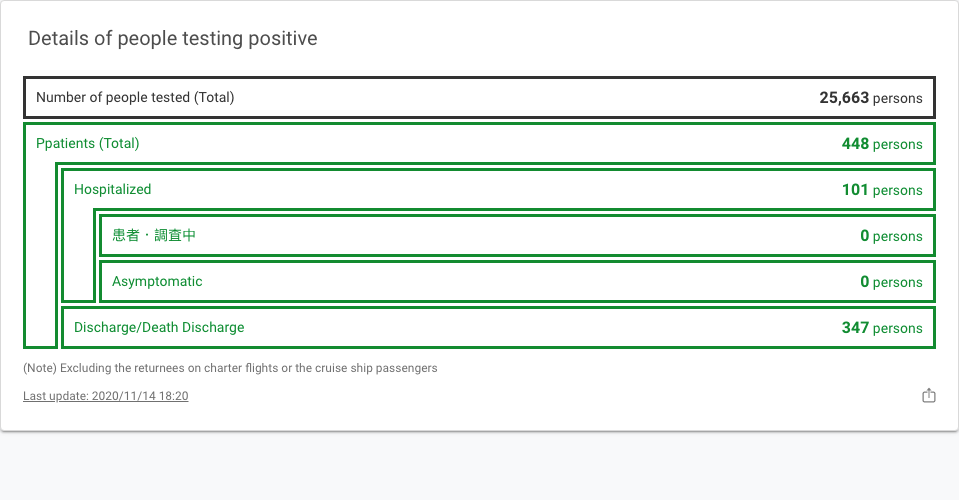 Details of people testing positive
Number of people tested (Total) 25,663 persons
Ppatients (Total) 448 persons
Hospitalized 101 persons
患者・調査中 0 persons
Asymptomatic 0 persons
Discharge/Death Discharge 347 persons
(Note) Excluding the returnees on charter flights or the cruise ship passengers
Last update: 2020/11/14 18:20